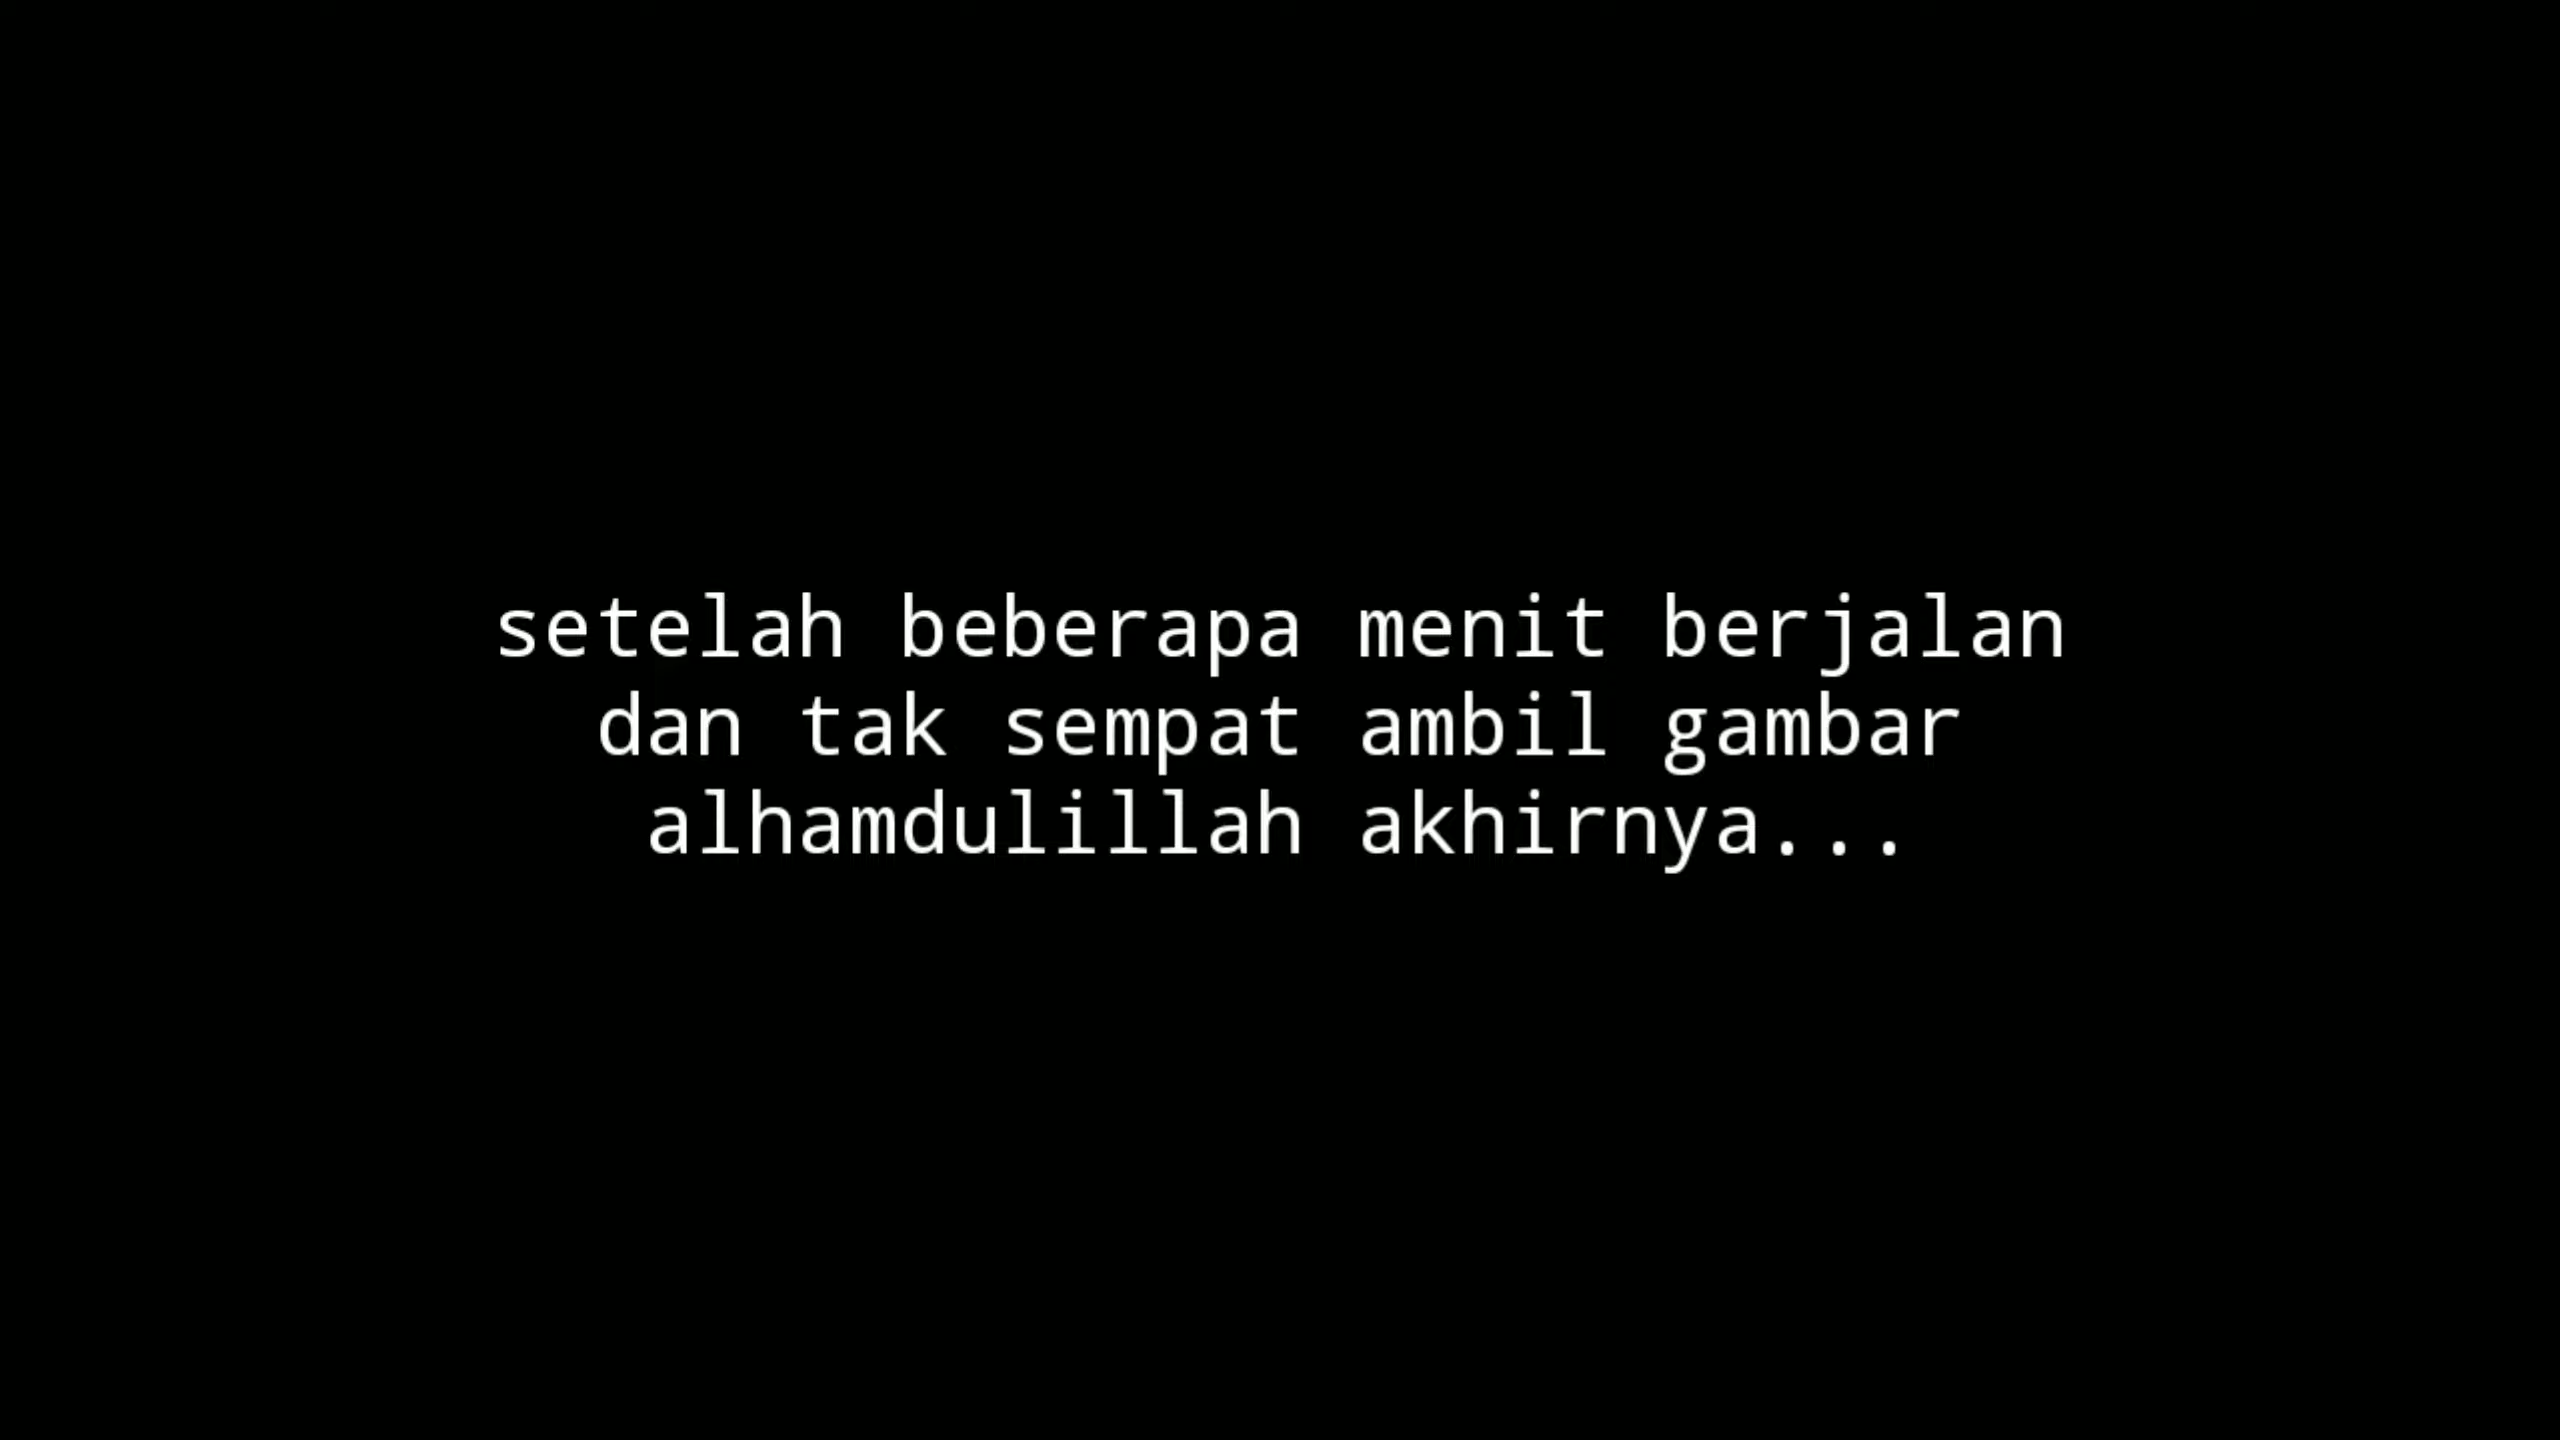 setelah beberapa menit berjalan
dan tak sempat ambil gambar
alhamdulillah akhirnya...